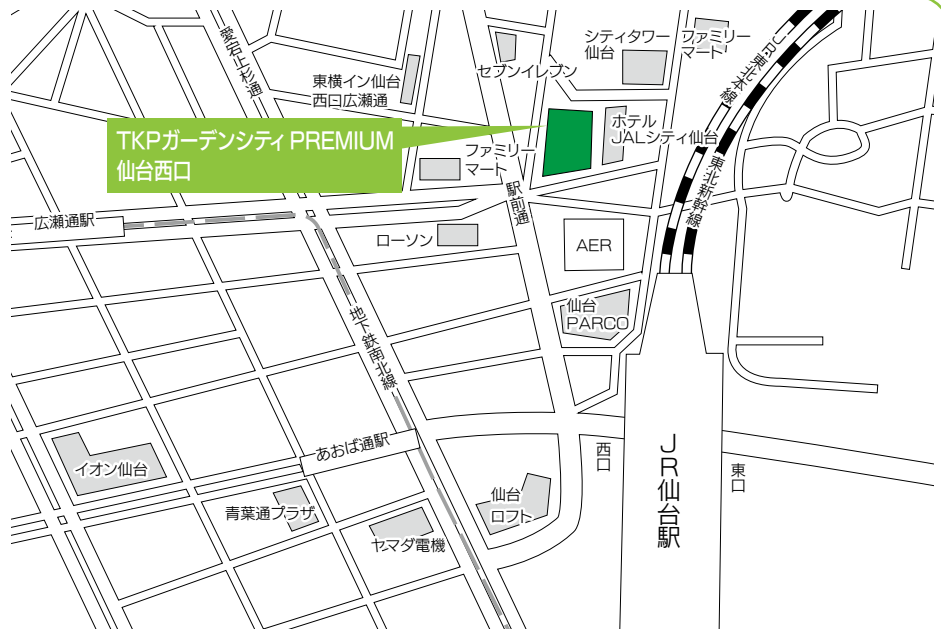 愛宕上杉通
東横イン仙台
西口広瀬通
セブンイレブン
シティタワー
仙台
ファミリー
マート
JR東北本線
東北新幹線
TKPガーデンシティ PREMIUM
仙台西口
ファミリー
マート
ホテル
JALシティ仙台
駅前通
広瀬通駅
ローソン
AER
仙台
PARCO
地下鉄南北線
あおば通駅
イオン仙台
青葉通プラザ
ヤマダ電機
仙台
ロフト
西口
JR仙台駅
東口